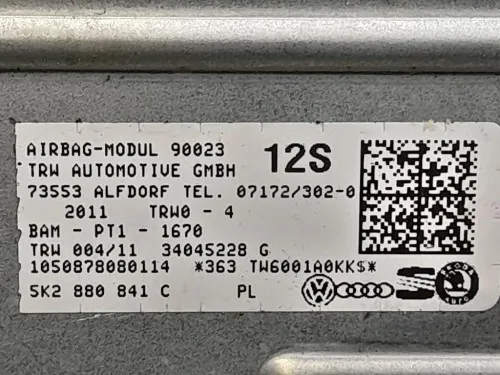 AIRBAG-MODUL 90023 12S
TRW AUTOMOTIVE GMBH
73553 ALFDORF TEL. 07172/302-0
2011 TRW0 - 4
BAM - PT1 - 1670
TRW 004/11 34045228 G
1050878080114 *363 TW6001A0KK$*
5K2 880 841 C PL